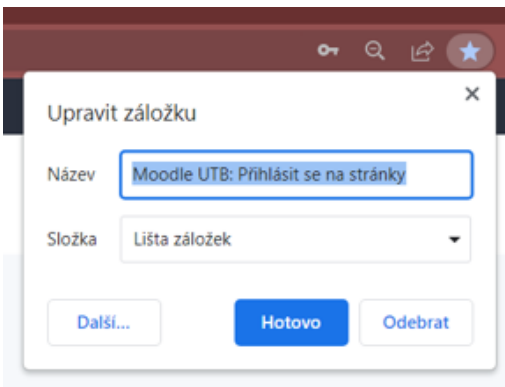 Upravit záložku
Název Moodle UTB: Přihlásit se na stránky
Složka Lišta záložek
Další... Hotovo Odebrat